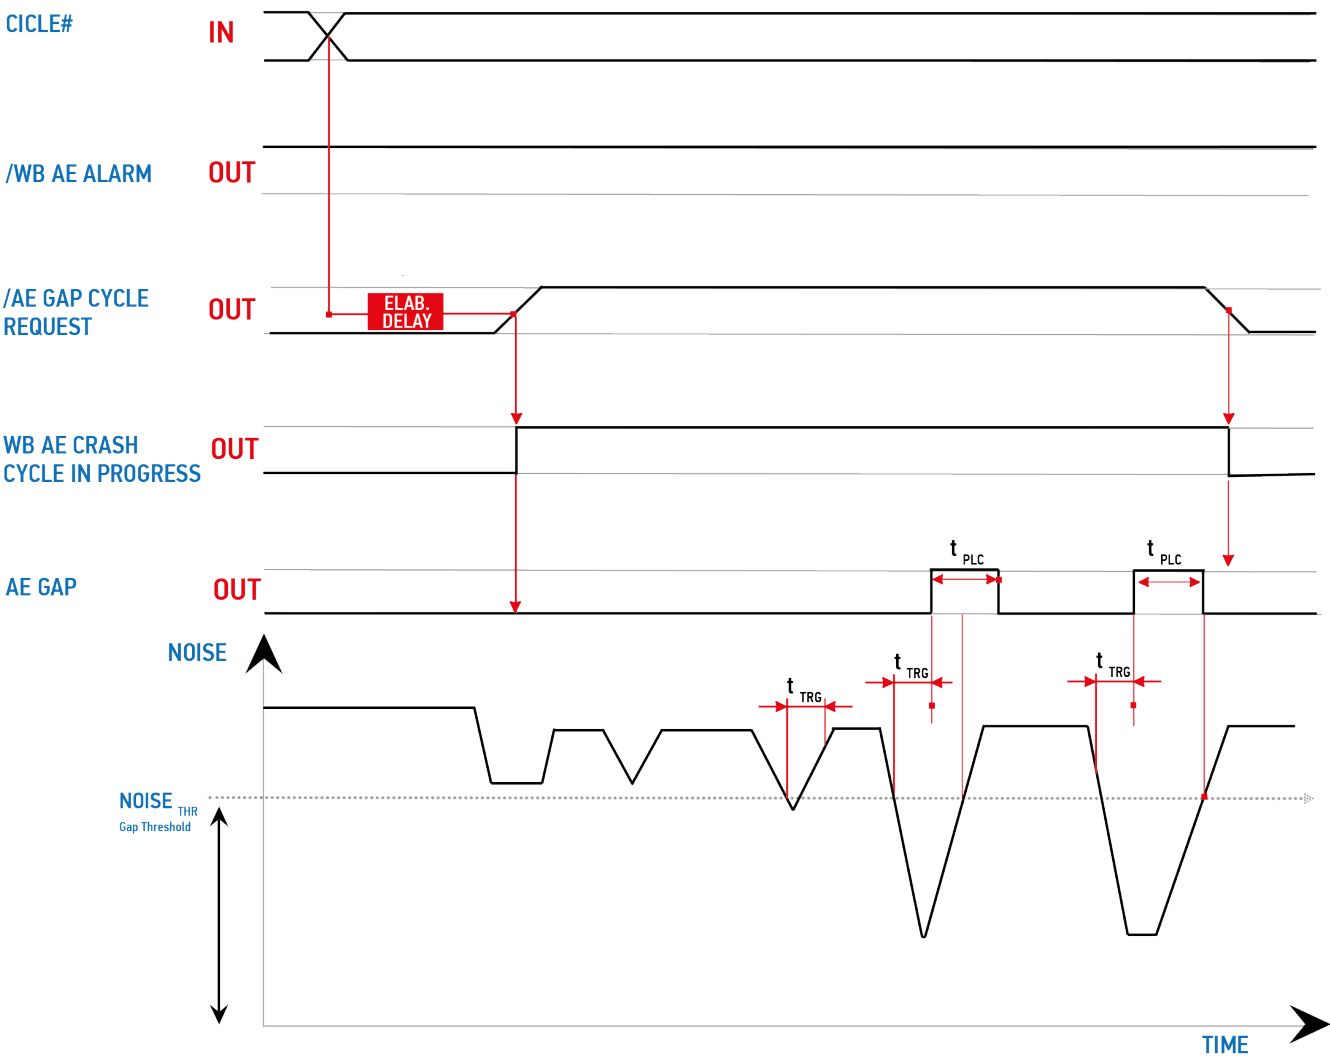 CICLE#
IN
/WB AE ALARM
OUT
/AE GAP CYCLE
REQUEST
OUT
ELAB.
DELAY
WB AE CRASH
CYCLE IN PROGRESS
OUT
t PLC
t PLC
AE GAP
OUT
NOISE
t TRG
t TRG
t TRG
NOISE THR
Gap Threshold
TIME